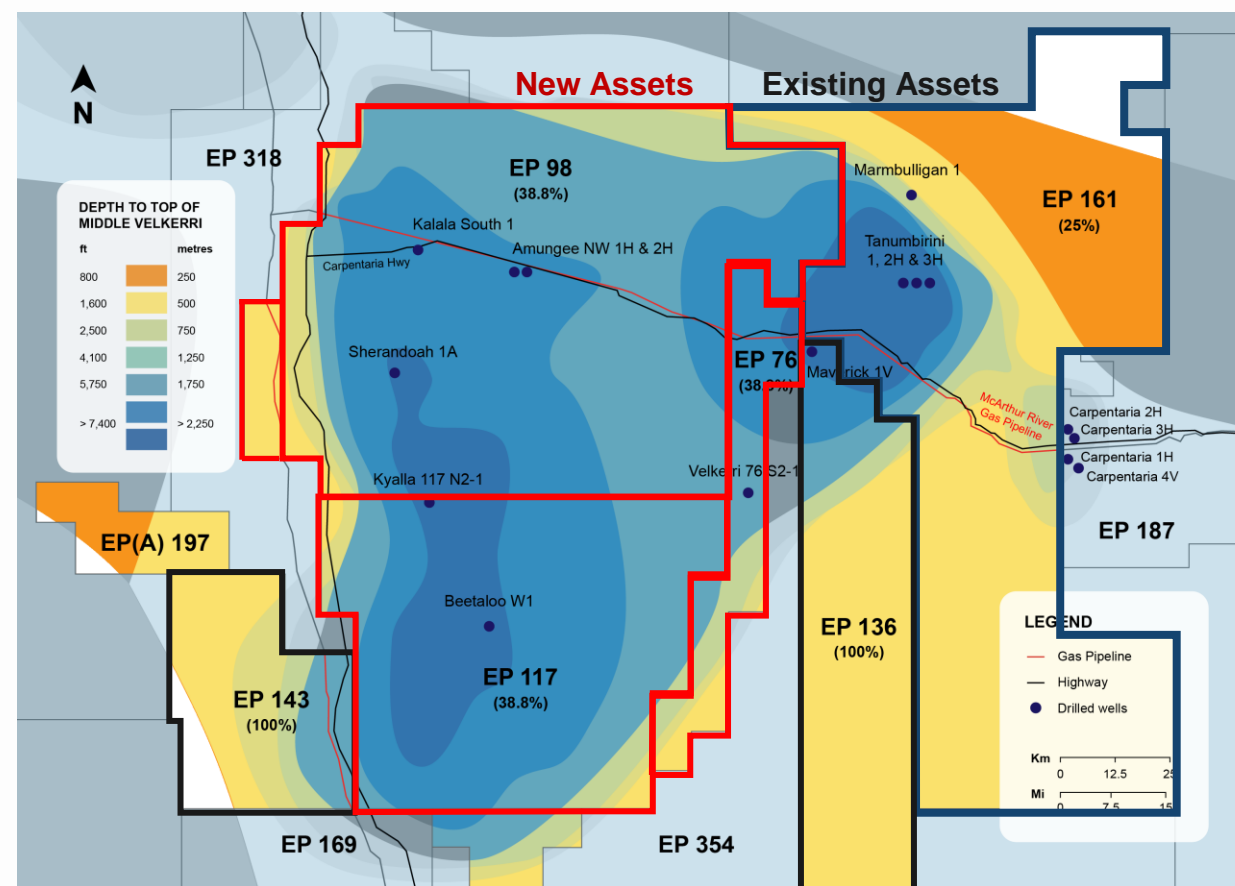 New Assets
Existing Assets
N
EP 318
EP 98
(38.8%)
Marmbulligan 1
EP 161
(25%)
DEPTH TO TOP OF
MIDDLE VELKERRI
ft metres
800 250
1,600 500
2,500 750
4,100 1,250
5,750 1,750
> 7,400 > 2,250
Kalala South 1
Amungee NW 1H & 2H
Carpentaria Hwy
Tanumbirini
1, 2H & 3H
Sherandoah 1A
EP 76
(38.8%)
Maverick 1V
McArthur River
Gas Pipeline
Carpentaria 2H
Carpentaria 3H
Carpentaria 1H
Carpentaria 4V
Kyalla 117 N2-1
Velkerri 76 S2-1
EP 187
EP(A) 197
Beetaloo W1
EP 117
(38.8%)
EP 136
(100%)
EP 143
(100%)
LEGEND
Gas Pipeline
Highway
Drilled wells
Km
0 12.5 25
Mi
0 7.5 15
EP 169
EP 354